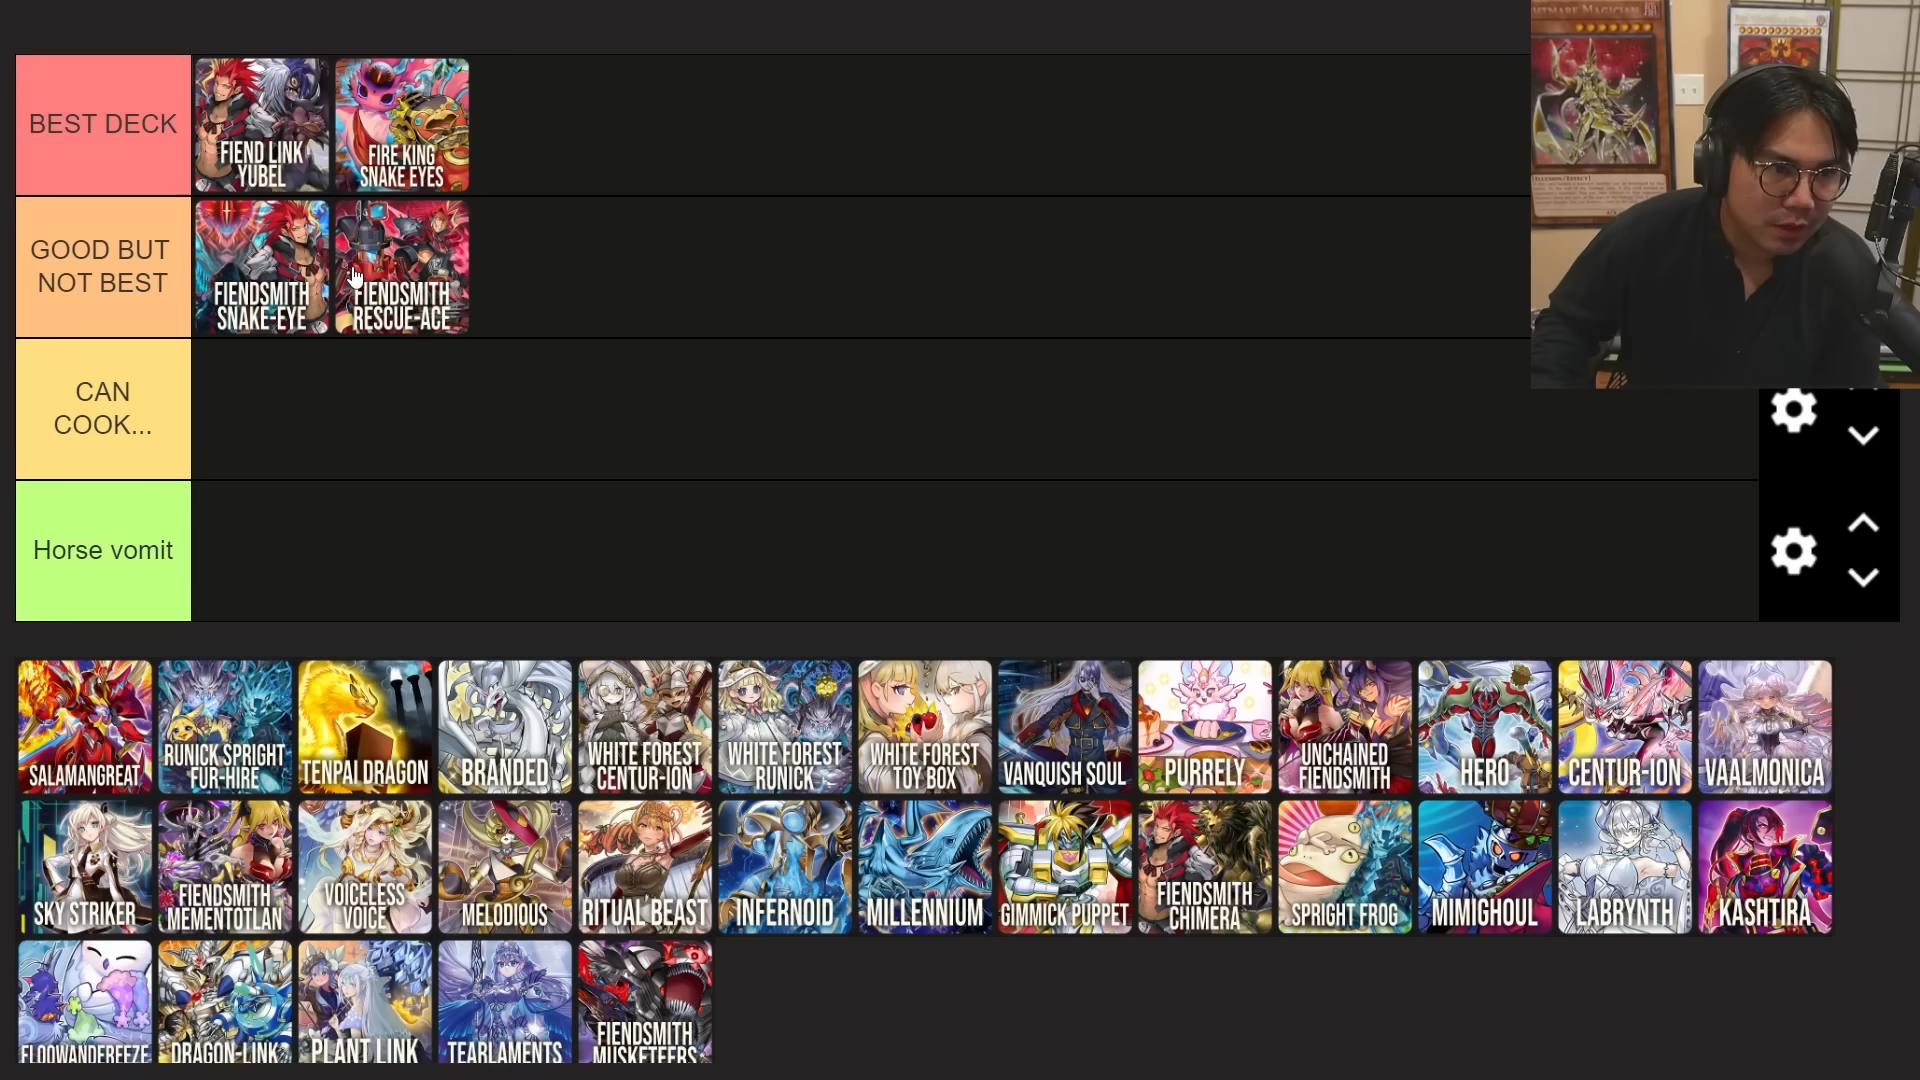 BEST DECK
FIEND LINK
YUBEL
FIRE KING
SNAKE EYES
GOOD BUT
NOT BEST
FIENDSMITH
SNAKE-EYE
FIENDSMITH
RESCUE-ACE
CAN
COOK...
Horse vomit
SALAMANGREAT
RUNICK SPRIGHT
FUR-HIRE
TENPAI DRAGON
BRANDED
WHITE FOREST
CENTUR-ION
WHITE FOREST
RUNICK
WHITE FOREST
TOY BOX
VANQUISH SOUL
PURRELY
UNCHAINED
FIENDSMITH
HERO
CENTUR-ION
VAALMONICA
SKY STRIKER
FIENDSMITH
MEMENTOTLAN
VOICELESS
VOICE
MELODIOUS
RITUAL BEAST
INFERNOID
MILLENNIUM
GIMMICK PUPPET
FIENDSMITH
CHIMERA
SPRIGHT FROG
MIMIGHOUL
LABRYNTH
KASHTIRA
FLOOWANDEREEZE
DRAGON-LINK
PLANT LINK
TEARLAMENTS
FIENDSMITH
MUSKETEERS